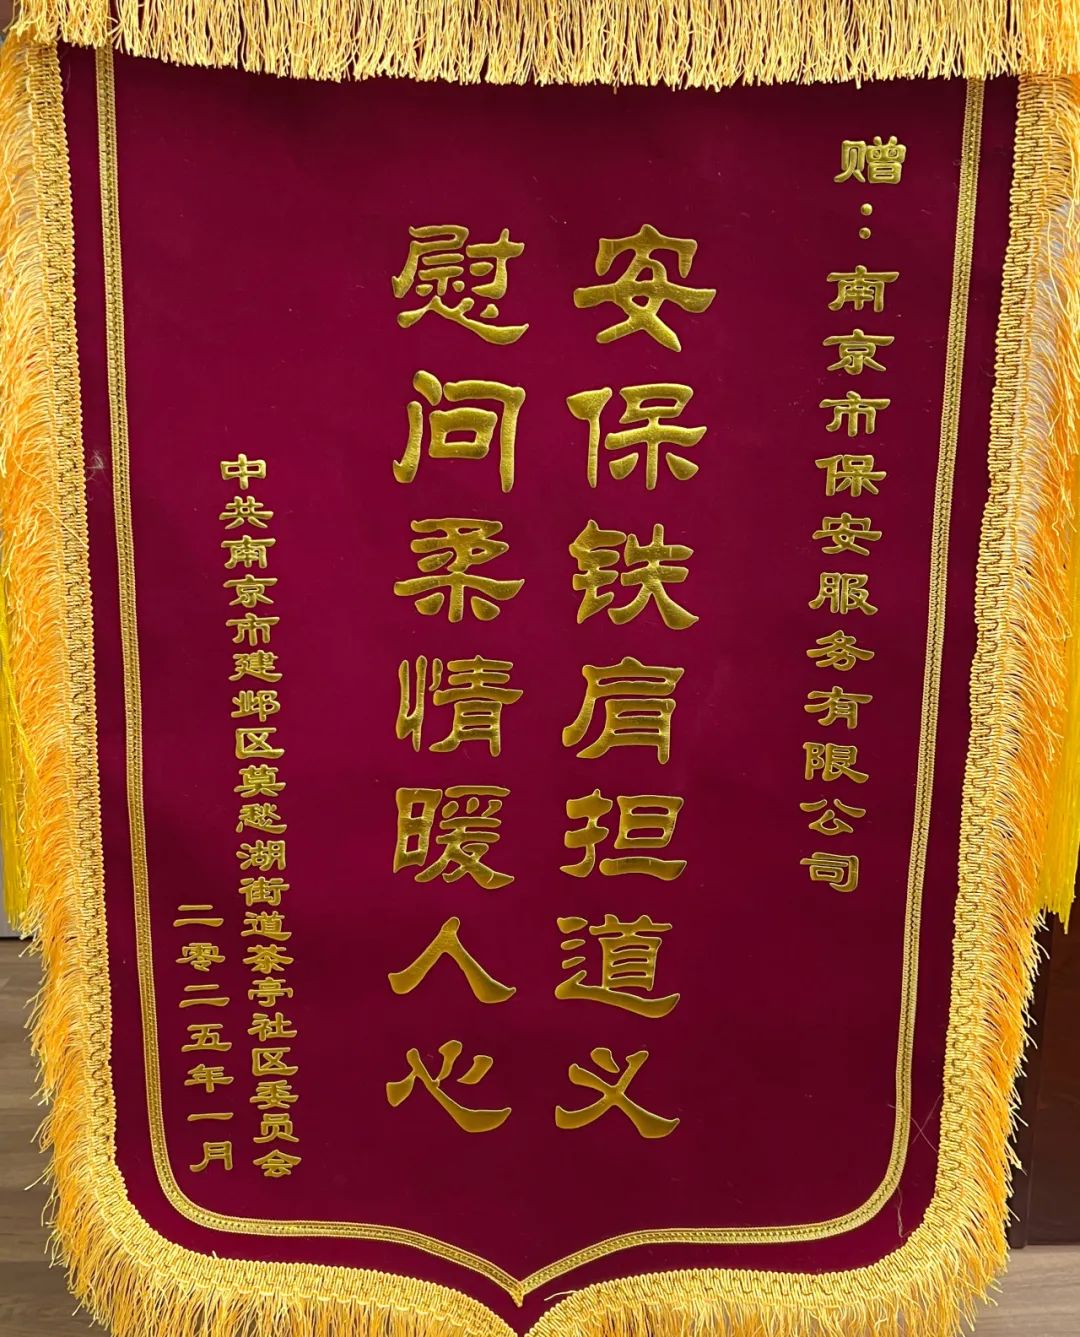 赠：南京市保安服务有限公司
安保铁肩担道义
慰问柔情暖人心
中共南京市建邺区莫愁湖街道茶亭社区委员会
二零二五年一月